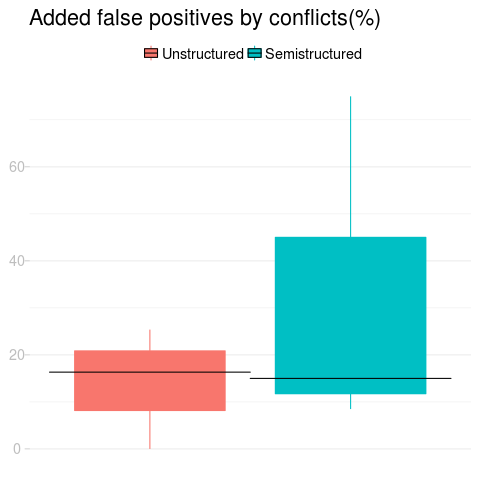 Added false positives by conflicts(%)
Unstructured Semistructured
60
40
20
0